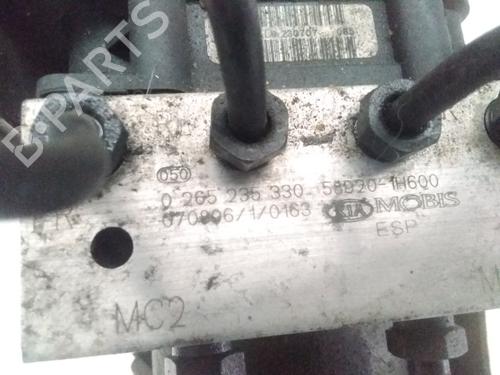 B-PARTS
050
0 265 235 330 58920-1H600
070806/1/0163 KIA MOBIS
ESP
MC2